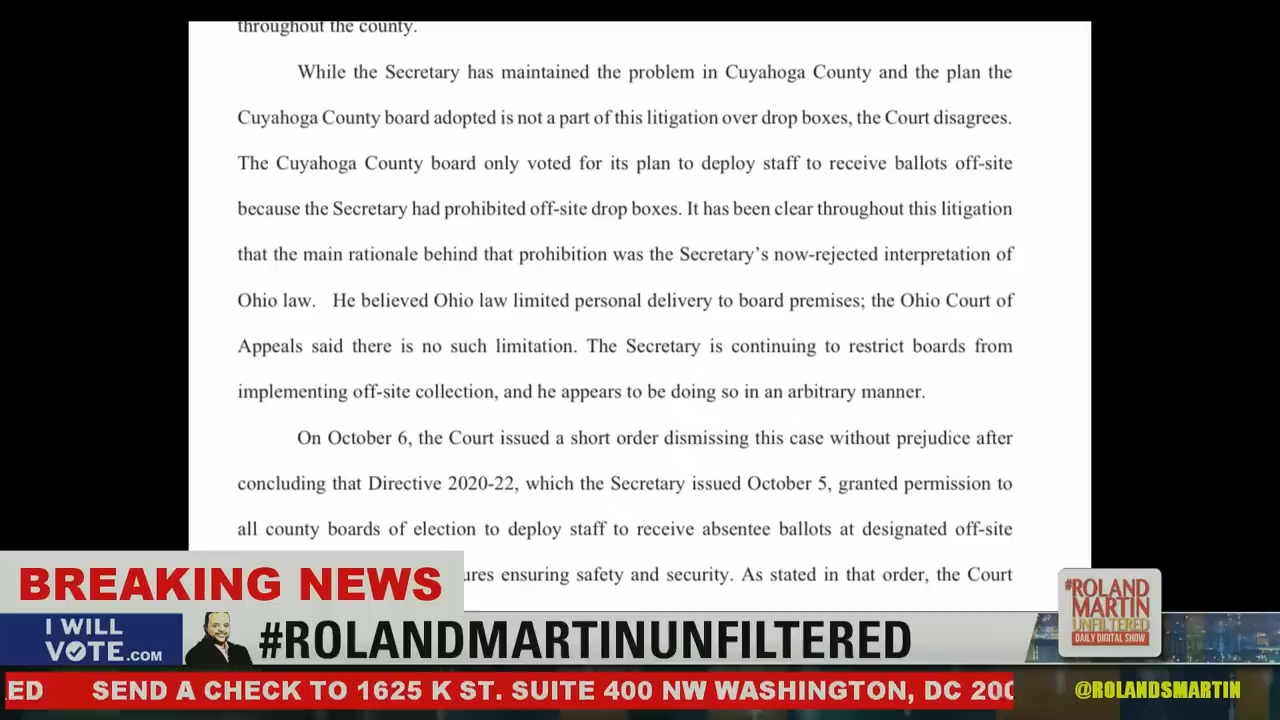 throughout the county.
While the Secretary has maintained the problem in Cuyahoga County and the plan the
Cuyahoga County board adopted is not a part of this litigation over drop boxes, the Court disagrees.
The Cuyahoga County board only voted for its plan to deploy staff to receive ballots off-site
because the Secretary had prohibited off-site drop boxes. It has been clear throughout this litigation
that the main rationale behind that prohibition was the Secretary's now-rejected interpretation of
Ohio law. He believed Ohio law limited personal delivery to board premises; the Ohio Court of
Appeals said there is no such limitation. The Secretary is continuing to restrict boards from
implementing off-site collection, and he appears to be doing so in an arbitrary manner.
On October 6, the Court issued a short order dismissing this case without prejudice after
concluding that Directive 2020-22, which the Secretary issued October 5, granted permission to
all county boards of election to deploy staff to receive absentee ballots at designated off-site
ensuring safety and security. As stated in that order, the Court
BREAKING NEWS
#ROLAND
MARTIN
UNFILTERED
DAILY DIGITAL SHOW
I WILL
VOTE.COM
#ROLANDMARTINUNFILTERED
ED SEND A CHECK TO 1625 K ST. SUITE 400 NW WASHINGTON, DC
@ROLANDSMARTIN